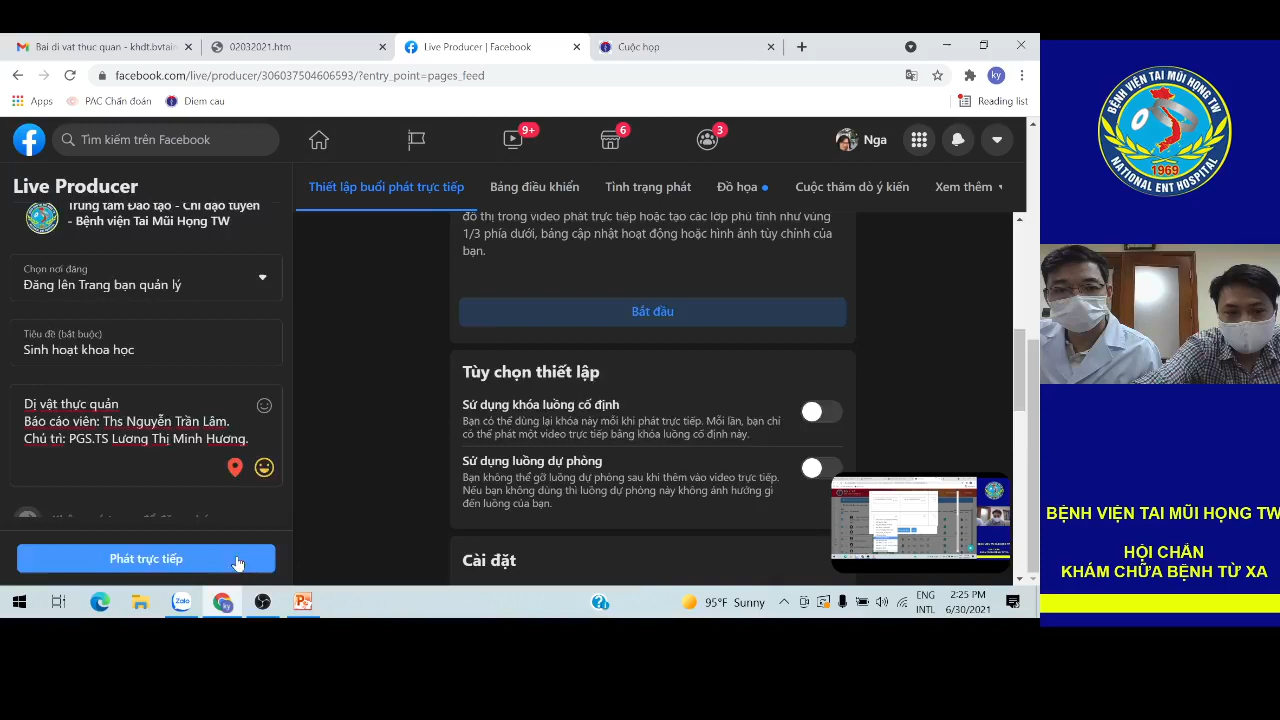 Bai di vat thuc quan - khdt.bvtain
02032021.htm
Live Producer | Facebook
Cuộc họp
facebook.com/live/producer/306037504606593/?entry_point=pages_feed
ky
Apps
PAC Chẩn đoán
Diem cau
Reading list
Tìm kiếm trên Facebook
9+
6
3
Nga
Live Producer
Trung tâm Đào tạo - Chỉ đạo tuyến
- Bệnh viện Tai Mũi Họng TW
Chọn nơi đăng
Đăng lên Trang bạn quản lý
Tiêu đề (bắt buộc)
Sinh hoạt khoa học
Dị vật thực quản
Báo cáo viên: Ths Nguyễn Trần Lâm.
Chủ trì: PGS.TS Lương Thị Minh Hương.
Phát trực tiếp
Thiết lập buổi phát trực tiếp
Bảng điều khiển
Tình trạng phát
Đồ họa
Cuộc thăm dò ý kiến
Xem thêm
đồ thị trong video phát trực tiếp hoặc tạo các lớp phủ tĩnh như vùng
1/3 phía dưới, bảng cập nhật hoạt động hoặc hình ảnh tùy chỉnh của
bạn.
Bắt đầu
Tùy chọn thiết lập
Sử dụng khóa luồng cố định
Bạn có thể dùng lại khóa này mỗi khi phát trực tiếp. Mỗi lần, bạn chỉ
có thể phát một video trực tiếp bằng khóa luồng cố định này.
Sử dụng luồng dự phòng
Bạn không thể gỡ luồng dự phòng sau khi thêm vào video trực tiếp.
Nếu bạn không dùng thì luồng dự phòng này không ảnh hưởng gì
đến luồng của bạn.
Cài đặt
Zalo
ky
95°F Sunny
ENG
INTL
2:25 PM
6/30/2021
BỆNH VIỆN TAI MŨI HỌNG TW
1969
NATIONAL ENT HOSPITAL
BỆNH VIỆN TAI MŨI HỌNG TW
HỘI CHẨN
KHÁM CHỮA BỆNH TỪ XA